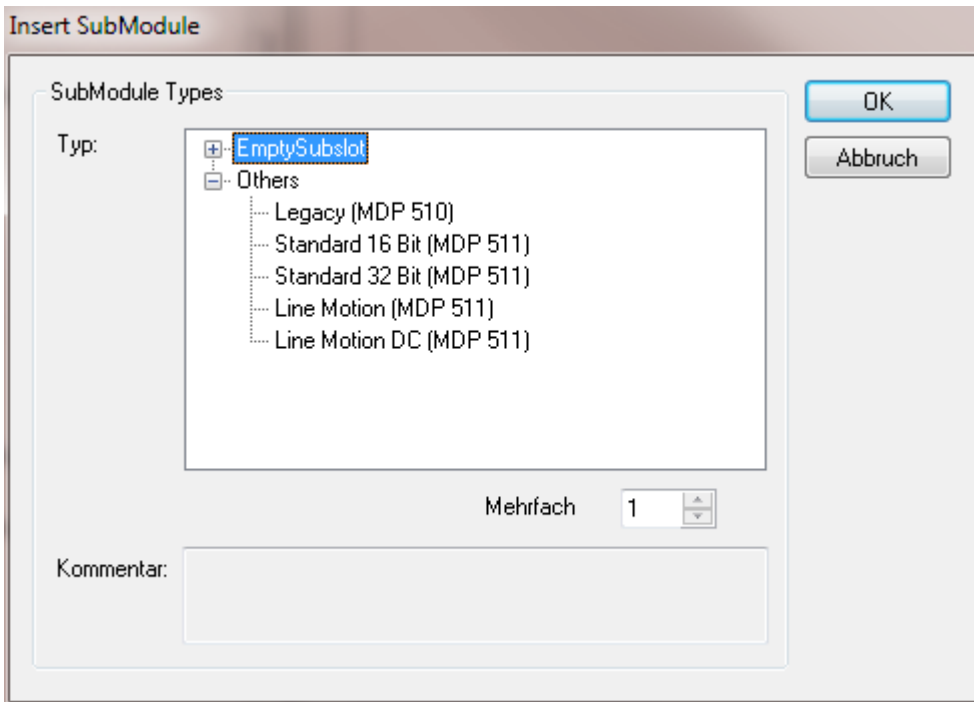 Insert SubModule
SubModule Types
OK
Typ:
EmptySubslot
Abbruch
Others
Legacy (MDP 510)
Standard 16 Bit (MDP 511)
Standard 32 Bit (MDP 511)
Line Motion (MDP 511)
Line Motion DC (MDP 511)
Mehrfach 1
Kommentar: